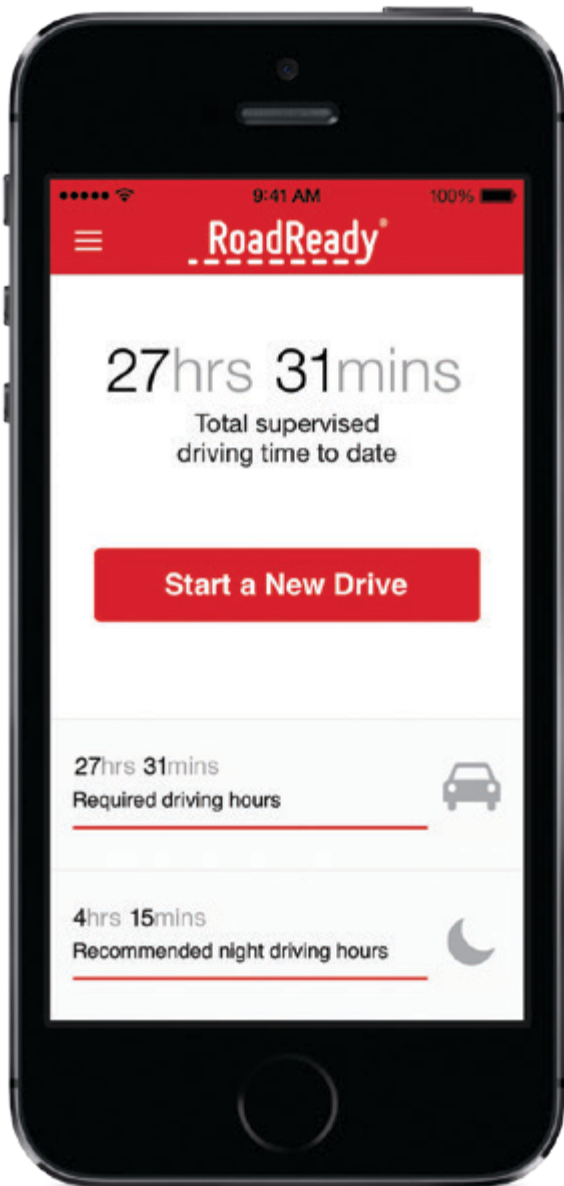 9:41 AM 100%
RoadReady®
27hrs 31mins
Total supervised
driving time to date
Start a New Drive
27hrs 31mins
Required driving hours
4hrs 15mins
Recommended night driving hours